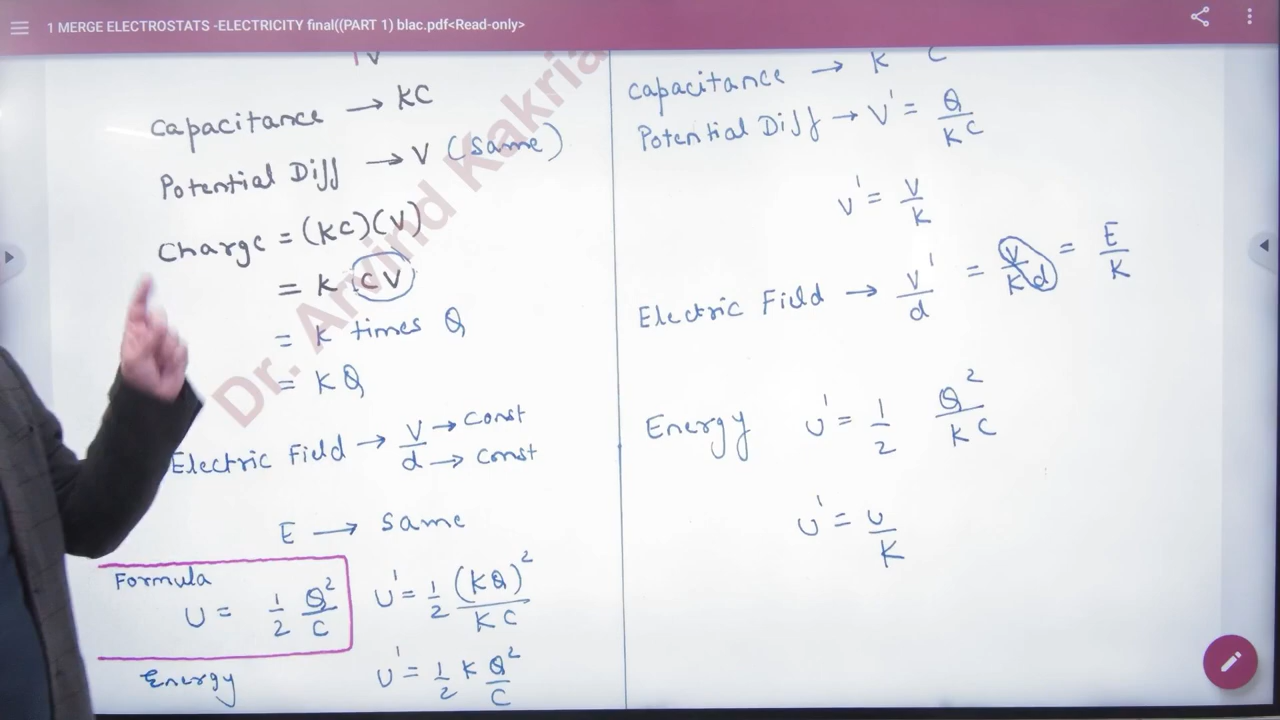 1 MERGE ELECTROSTATS -ELECTRICITY final((PART 1) blac.pdf<Read-only>
Dr. Arvind Kakria
Capacitance → KC
Potential Diff → V (Same)
Charge = (KC)(V)
= K CV
= K times Q
= KQ
Electric Field → V/d → Const → Const
E → Same
Formula
U = 1/2 Q²/C
U' = 1/2 (KQ)²/KC
Energy
U' = 1/2 K Q²/C
Capacitance → K C
Potential Diff → V' = Q/KC
V' = V/K
Electric Field → V'/d = V/Kd = E/K
Energy U' = 1/2 Q²/KC
U' = U/K